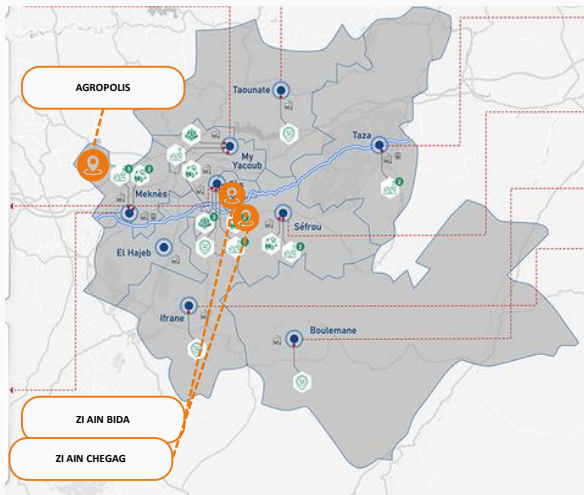 AGROPOLIS
Taounate
Taza
My
Yacoub
Meknès
Séfrou
El Hajeb
Ifrane
Boulemane
ZI AIN BIDA
ZI AIN CHEGAG